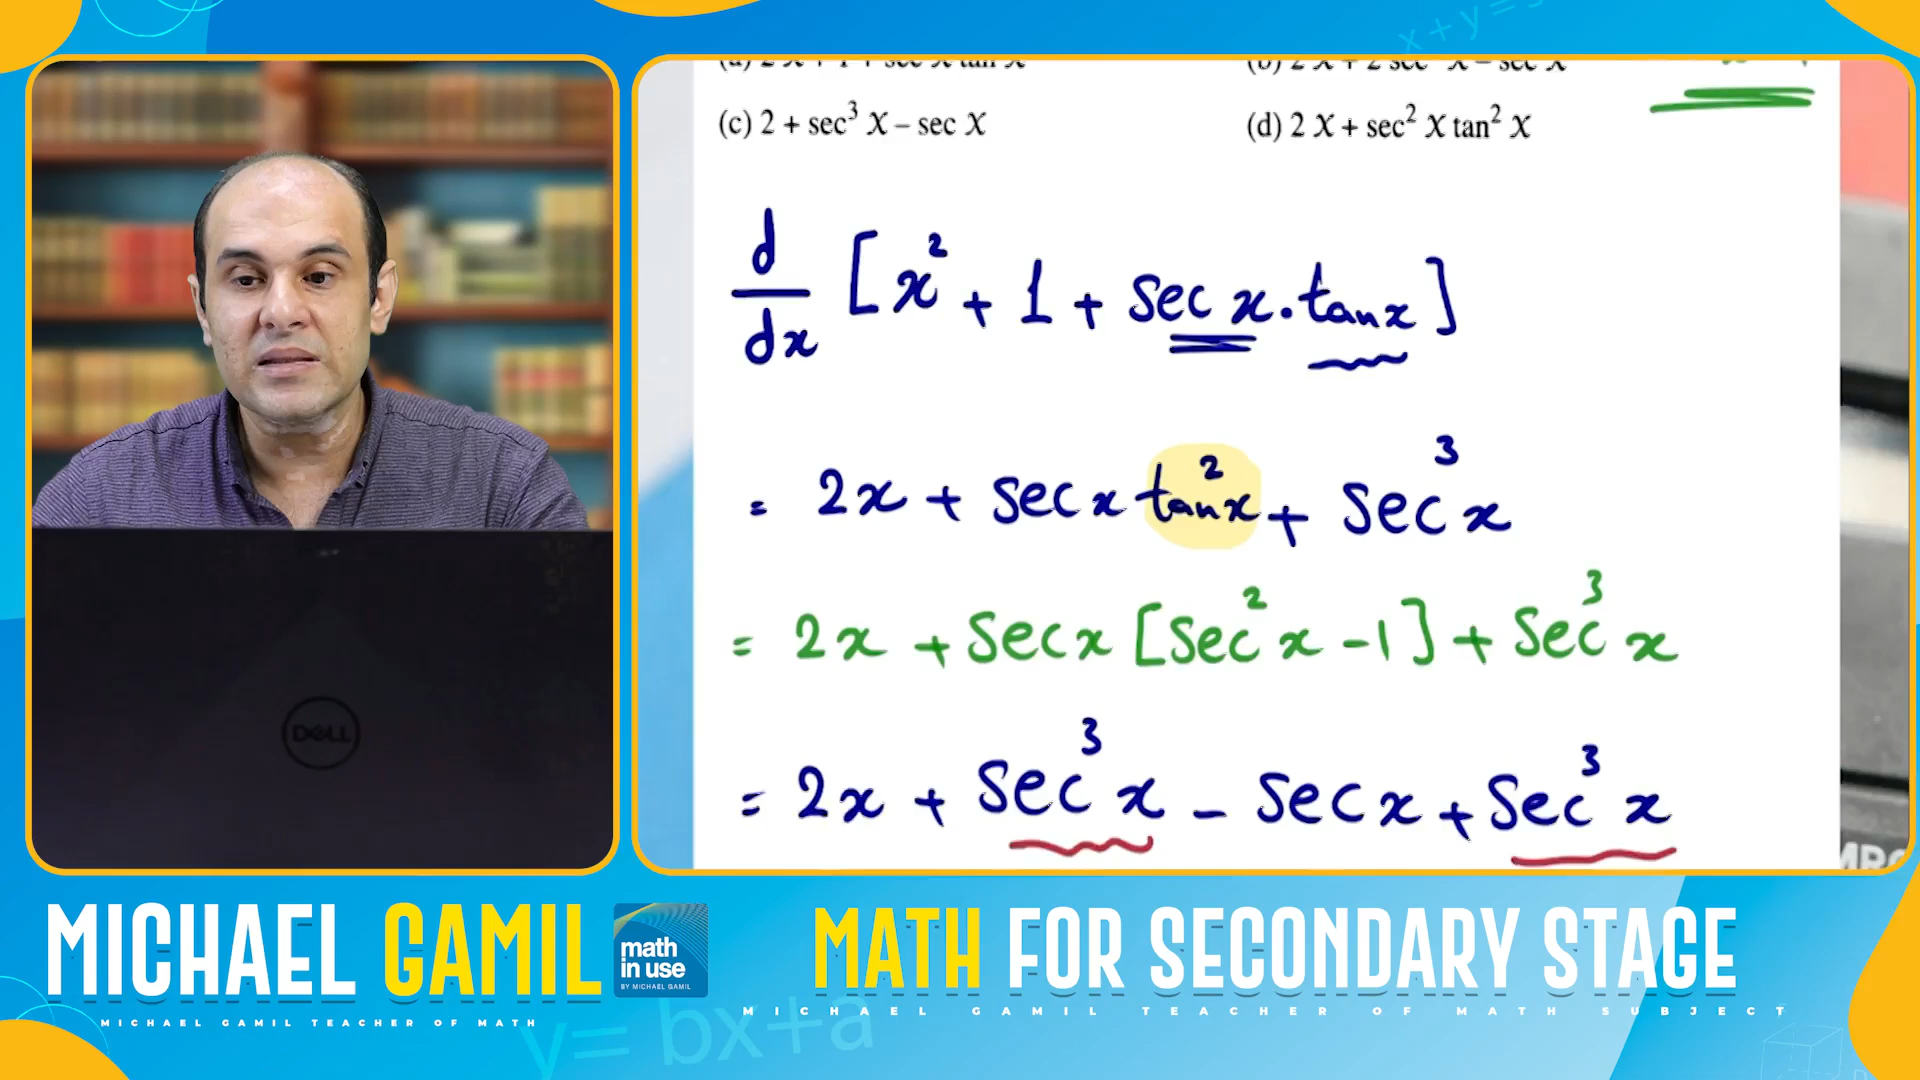 (c) 2 + sec³ X – sec X
(d) 2 X + sec² X tan² X
d/dx [x² + 1 + sec x . tan x]
= 2x + sec x tan² x + sec³ x
= 2x + sec x [sec² x - 1] + sec³ x
= 2x + sec³ x - sec x + sec³ x
DELL
MICHAEL GAMIL
MICHAEL GAMIL TEACHER OF MATH
math
in use
BY MICHAEL GAMIL
MATH FOR SECONDARY STAGE
MICHAEL GAMIL TEACHER OF MATH SUBJECT
y= bx+a